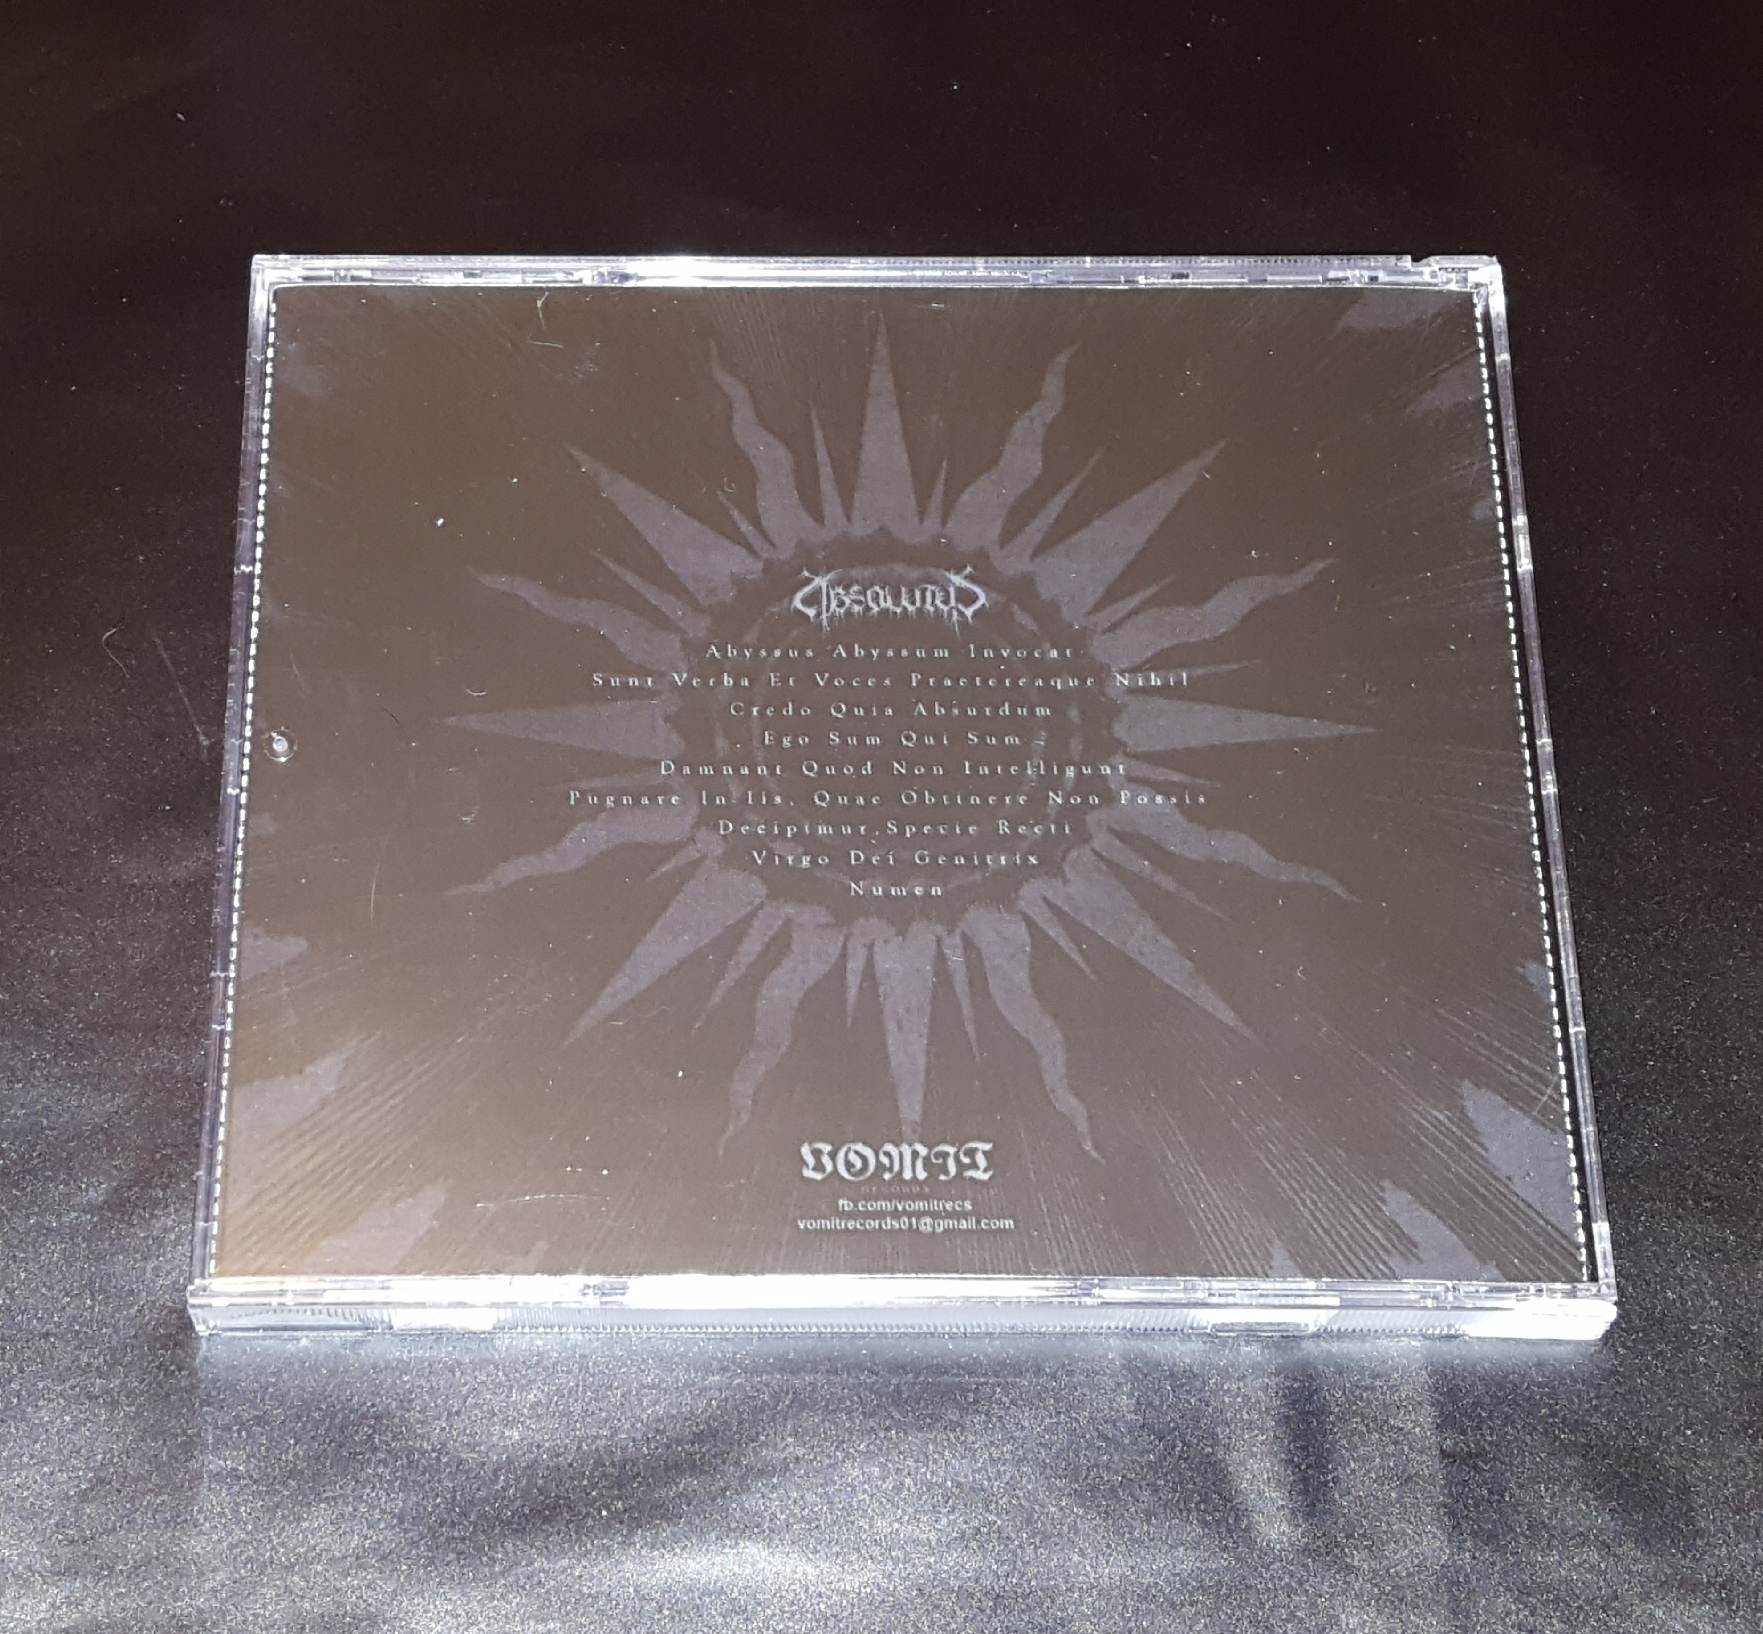 Absolutus
Abyssus Abyssum Invocat
Sunt Verba Et Voces Praetereaque Nihil
Credo Quia Absurdum
Ego Sum Qui Sum
Damnant Quod Non Intelligunt
Pugnare In Iis, Quae Obtinere Non Possis
Decipimur Specie Recti
Virgo Dei Genitrix
Numen
VOMIT
RECORDS
fb.com/vomitrecs
vomitrecords01@gmail.com